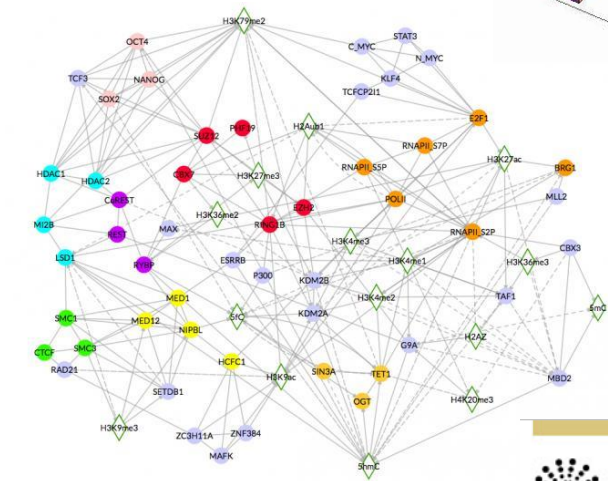 H3K79me2
OCT4
STAT3
C_MYC
N_MYC
TCF3
NANOG
KLF4
TCFCP2I1
SOX2
E2F1
PHF19
H2Aub1
SUZ12
RNAPII_S7P
H3K27ac
RNAPII_S5P
BRG1
HDAC1
HDAC2
CBX7
H3K27me3
CoREST
POLII
MLL2
EZH2
H3K36me2
MI2B
RING1B
MAX
REST
RNAPII_S2P
H3K4me3
CBX3
LSD1
RYBP
ESRRB
H3K4me1
H3K36me3
P300
KDM2B
MED1
H3K4me2
TAF1
5mC
SMC1
MED12
5fC
KDM2A
NIPBL
H2AZ
CTCF
SMC3
G9A
RAD21
HCFC1
H3K9ac
SIN3A
TET1
MBD2
SETDB1
OGT
H4K20me3
H3K9me3
ZC3H11A
ZNF384
MAFK
5hmC